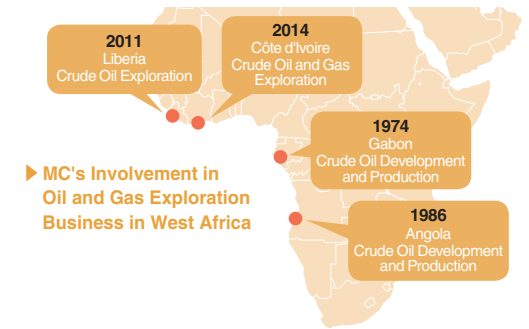 2011
Liberia
Crude Oil Exploration
2014
Côte d'Ivoire
Crude Oil and Gas
Exploration
1974
Gabon
Crude Oil Development
and Production
MC's Involvement in
Oil and Gas Exploration
Business in West Africa
1986
Angola
Crude Oil Development
and Production